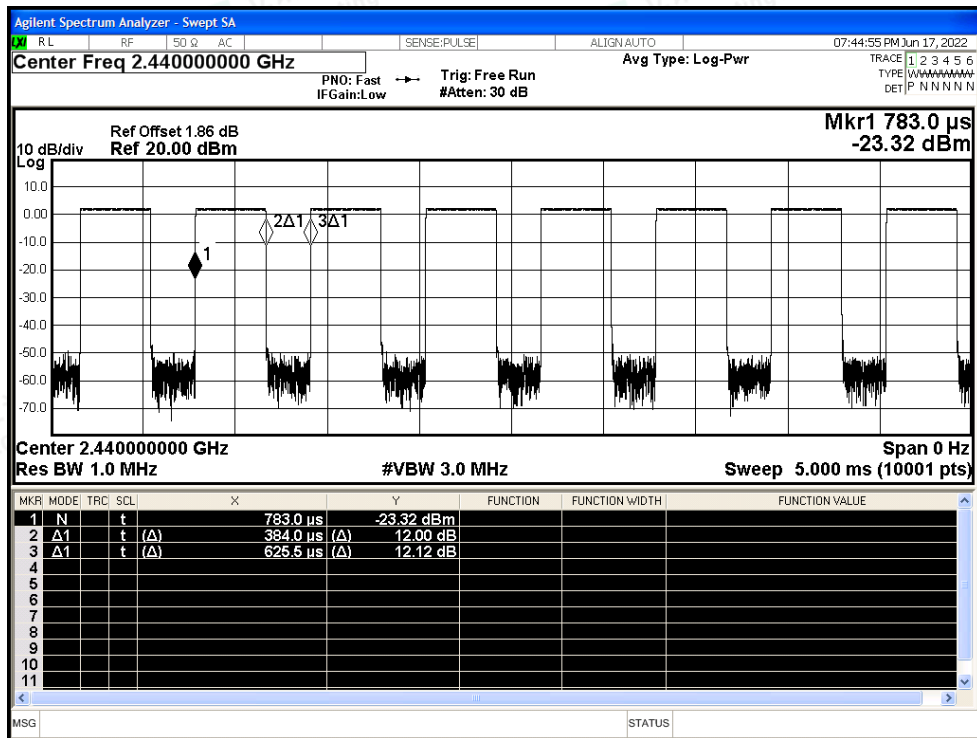 Agilent Spectrum Analyzer - Swept SA
LXI RL RF 50 Ω AC SENSE:PULSE ALIGN AUTO 07:44:55 PM Jun 17, 2022
Center Freq 2.440000000 GHz Avg Type: Log-Pwr TRACE 1 2 3 4 5 6
PNO: Fast Trig: Free Run TYPE WWWWWW
IFGain:Low #Atten: 30 dB DET P N N N N N
Mkr1 783.0 µs
Ref Offset 1.86 dB
10 dB/div Ref 20.00 dBm -23.32 dBm
Log
10.0
0.00
2Δ1 3Δ1
-10.0
1
-20.0
-30.0
-40.0
-50.0
-60.0
-70.0
Center 2.440000000 GHz Span 0 Hz
Res BW 1.0 MHz #VBW 3.0 MHz Sweep 5.000 ms (10001 pts)
MKR MODE TRC SCL X Y FUNCTION FUNCTION WIDTH FUNCTION VALUE
1 N t 783.0 µs -23.32 dBm
2 Δ1 t (Δ) 384.0 µs (Δ) 12.00 dB
3 Δ1 t (Δ) 625.5 µs (Δ) 12.12 dB
4
5
6
7
8
9
10
11
MSG STATUS